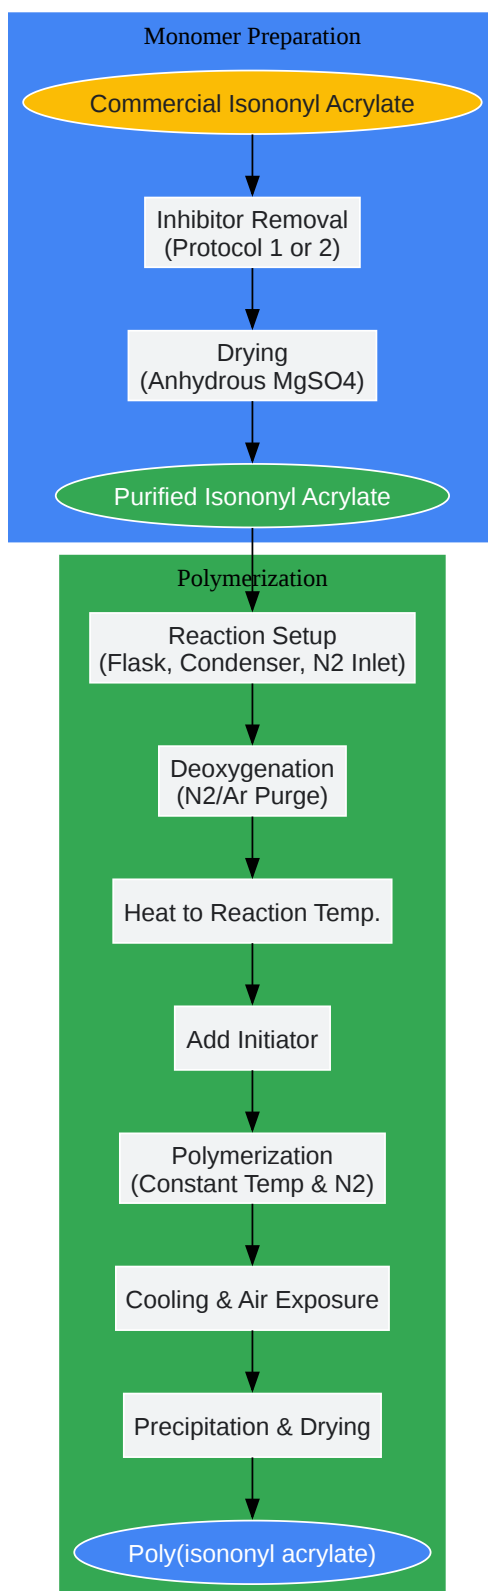 Monomer Preparation
Commercial Isononyl Acrylate
Inhibitor Removal
(Protocol 1 or 2)
Drying
(Anhydrous MgSO4)
Purified Isononyl Acrylate
Polymerization
Reaction Setup
(Flask, Condenser, N2 Inlet)
Deoxygenation
(N2/Ar Purge)
Heat to Reaction Temp.
Add Initiator
Polymerization
(Constant Temp & N2)
Cooling & Air Exposure
Precipitation & Drying
Poly(isononyl acrylate)